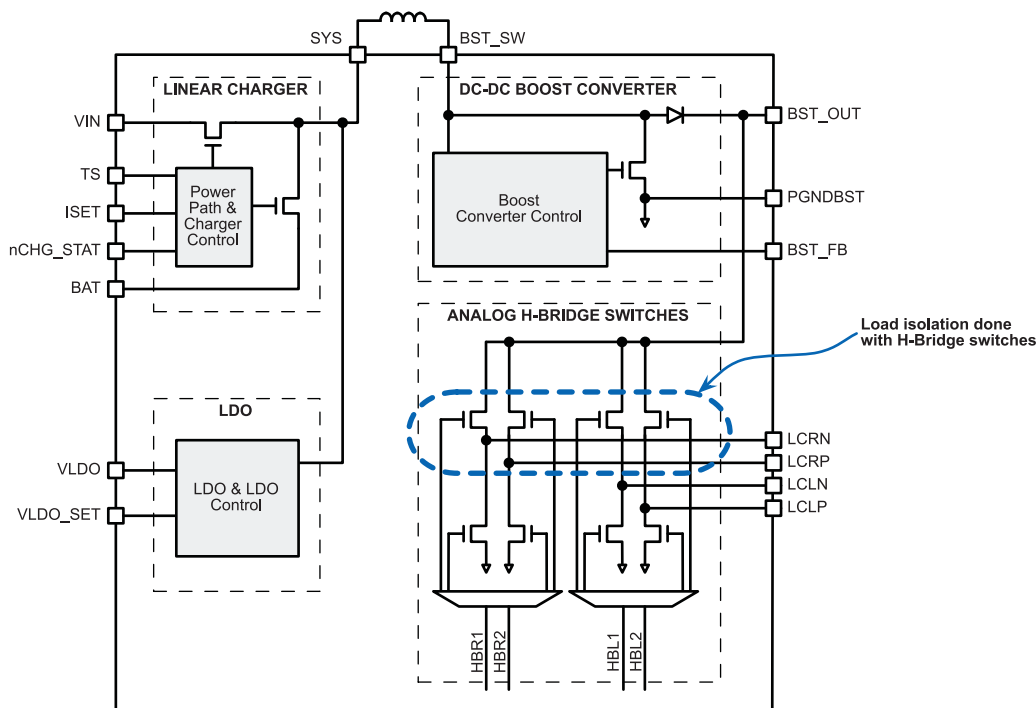 SYS
BST_SW
LINEAR CHARGER
DC-DC BOOST CONVERTER
VIN
BST_OUT
TS
Power
Path &
Charger
Control
Boost
Converter Control
PGNDBST
ISET
nCHG_STAT
BST_FB
BAT
ANALOG H-BRIDGE SWITCHES
Load isolation done
with H-Bridge switches
LDO
LCRN
VLDO
LCRP
LDO & LDO
Control
LCLN
VLDO_SET
LCLP
HBR1
HBR2
HBL1
HBL2